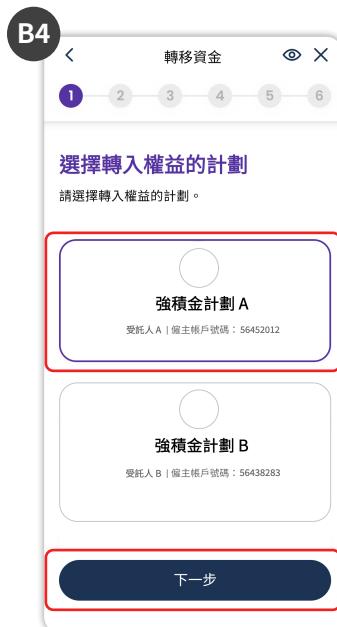 B4
轉移資金
1 2 3 4 5 6
選擇轉入權益的計劃
請選擇轉入權益的計劃。
強積金計劃 A
受託人 A | 僱主帳戶號碼：56452012
強積金計劃 B
受託人 B | 僱主帳戶號碼：56438283
下一步